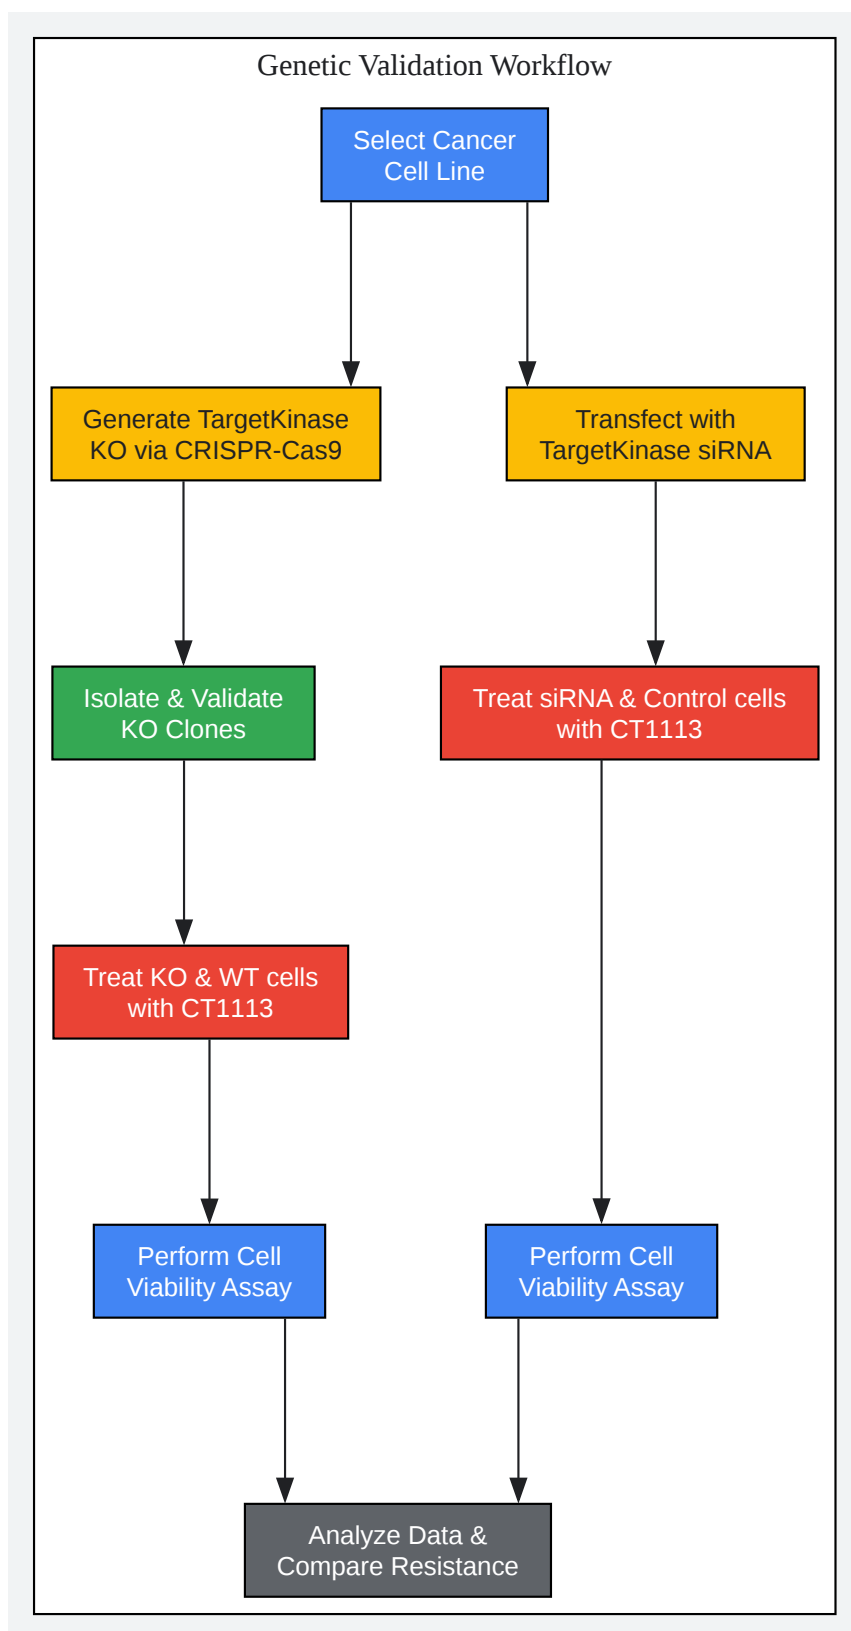 Genetic Validation Workflow
Select Cancer
Cell Line
Generate TargetKinase
KO via CRISPR-Cas9
Transfect with
TargetKinase siRNA
Isolate & Validate
KO Clones
Treat siRNA & Control cells
with CT1113
Treat KO & WT cells
with CT1113
Perform Cell
Viability Assay
Perform Cell
Viability Assay
Analyze Data &
Compare Resistance